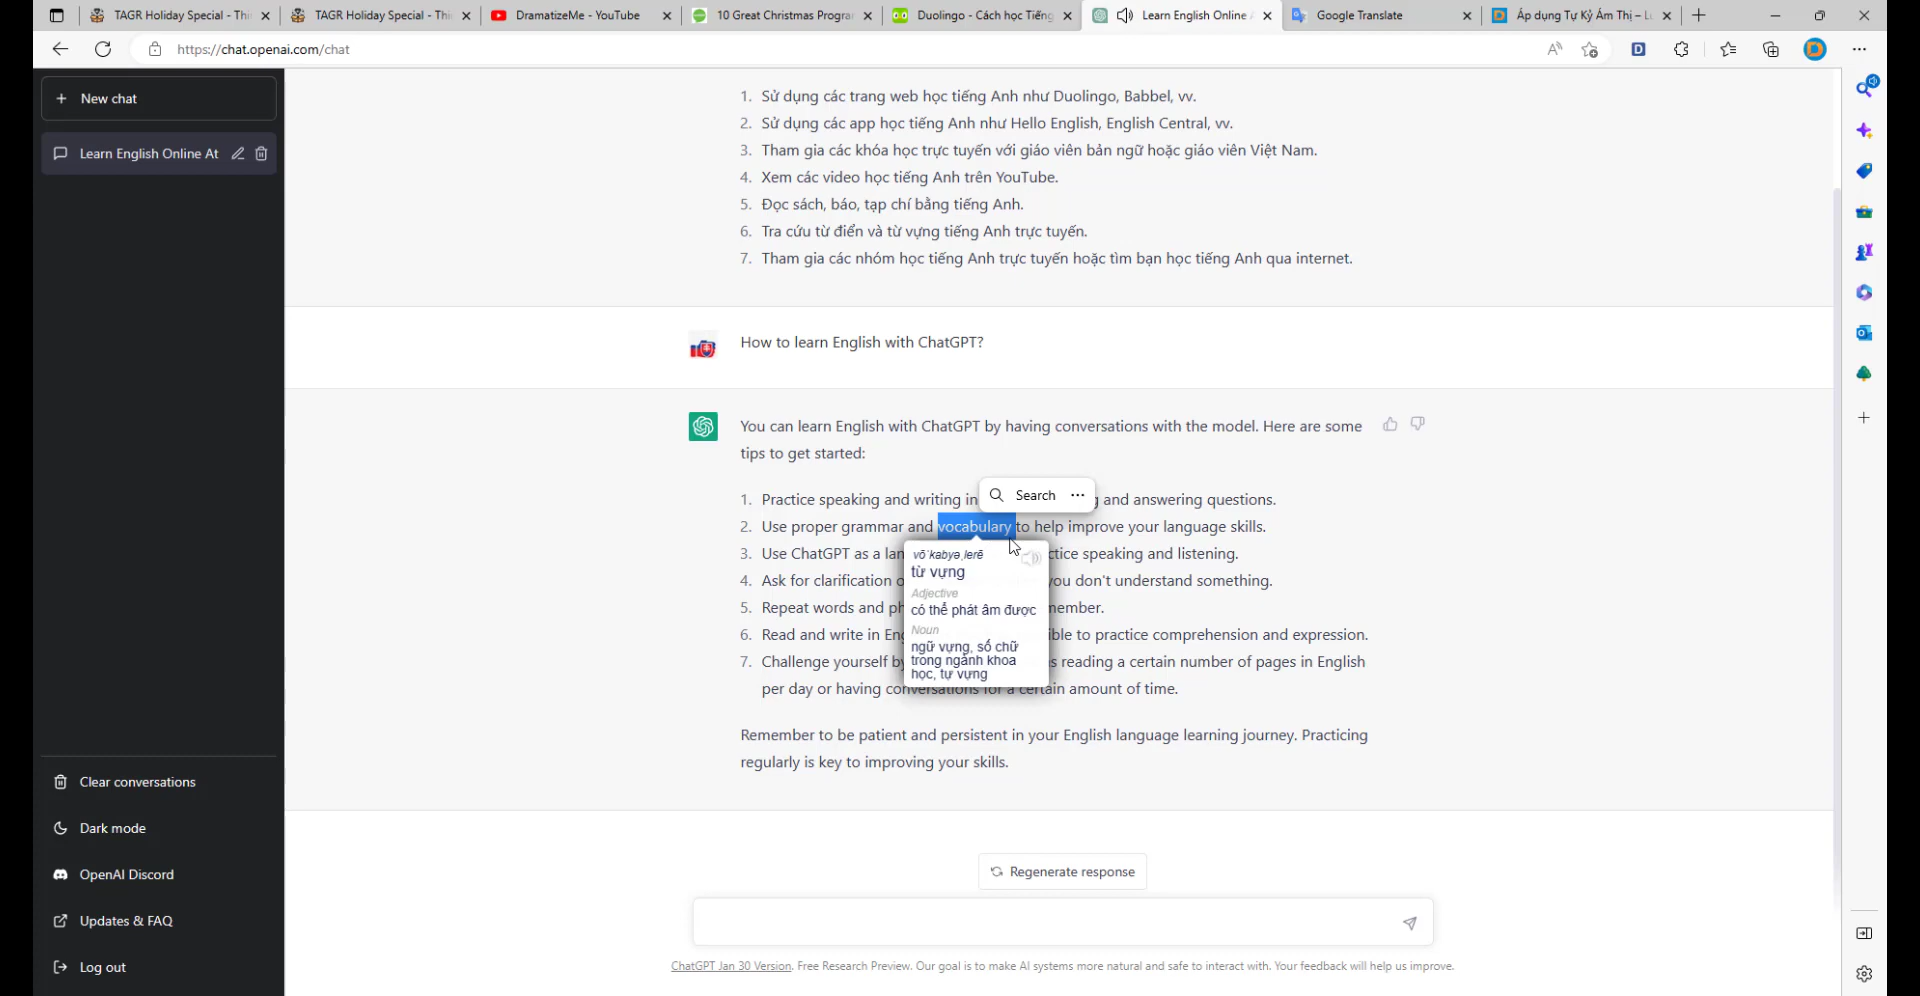 TAGR Holiday Special - Thi
TAGR Holiday Special - Thi
DramatizeMe - YouTube
10 Great Christmas Progra
Duolingo - Cách học Tiếng
Learn English Online
Google Translate
Áp dụng Tự Kỷ Ám Thị – L
https://chat.openai.com/chat
New chat
Learn English Online At
1. Sử dụng các trang web học tiếng Anh như Duolingo, Babbel, vv.
2. Sử dụng các app học tiếng Anh như Hello English, English Central, vv.
3. Tham gia các khóa học trực tuyến với giáo viên bản ngữ hoặc giáo viên Việt Nam.
4. Xem các video học tiếng Anh trên YouTube.
5. Đọc sách, báo, tạp chí bằng tiếng Anh.
6. Tra cứu từ điển và từ vựng tiếng Anh trực tuyến.
7. Tham gia các nhóm học tiếng Anh trực tuyến hoặc tìm bạn học tiếng Anh qua internet.
How to learn English with ChatGPT?
You can learn English with ChatGPT by having conversations with the model. Here are some
tips to get started:
Search ...
1. Practice speaking and writing in g and answering questions.
2. Use proper grammar and vocabulary to help improve your language skills.
3. Use ChatGPT as a lan ctice speaking and listening.
4. Ask for clarification o you don't understand something.
5. Repeat words and ph member.
6. Read and write in Eng ible to practice comprehension and expression.
7. Challenge yourself by s reading a certain number of pages in English
per day or having conversations for a certain amount of time.
vō'kabyəˌlerē
từ vựng
Adjective
có thể phát âm được
Noun
ngữ vựng, số chữ
trong ngành khoa
học, tự vựng
Remember to be patient and persistent in your English language learning journey. Practicing
regularly is key to improving your skills.
Clear conversations
Dark mode
OpenAI Discord
Updates & FAQ
Log out
Regenerate response
ChatGPT Jan 30 Version. Free Research Preview. Our goal is to make AI systems more natural and safe to interact with. Your feedback will help us improve.